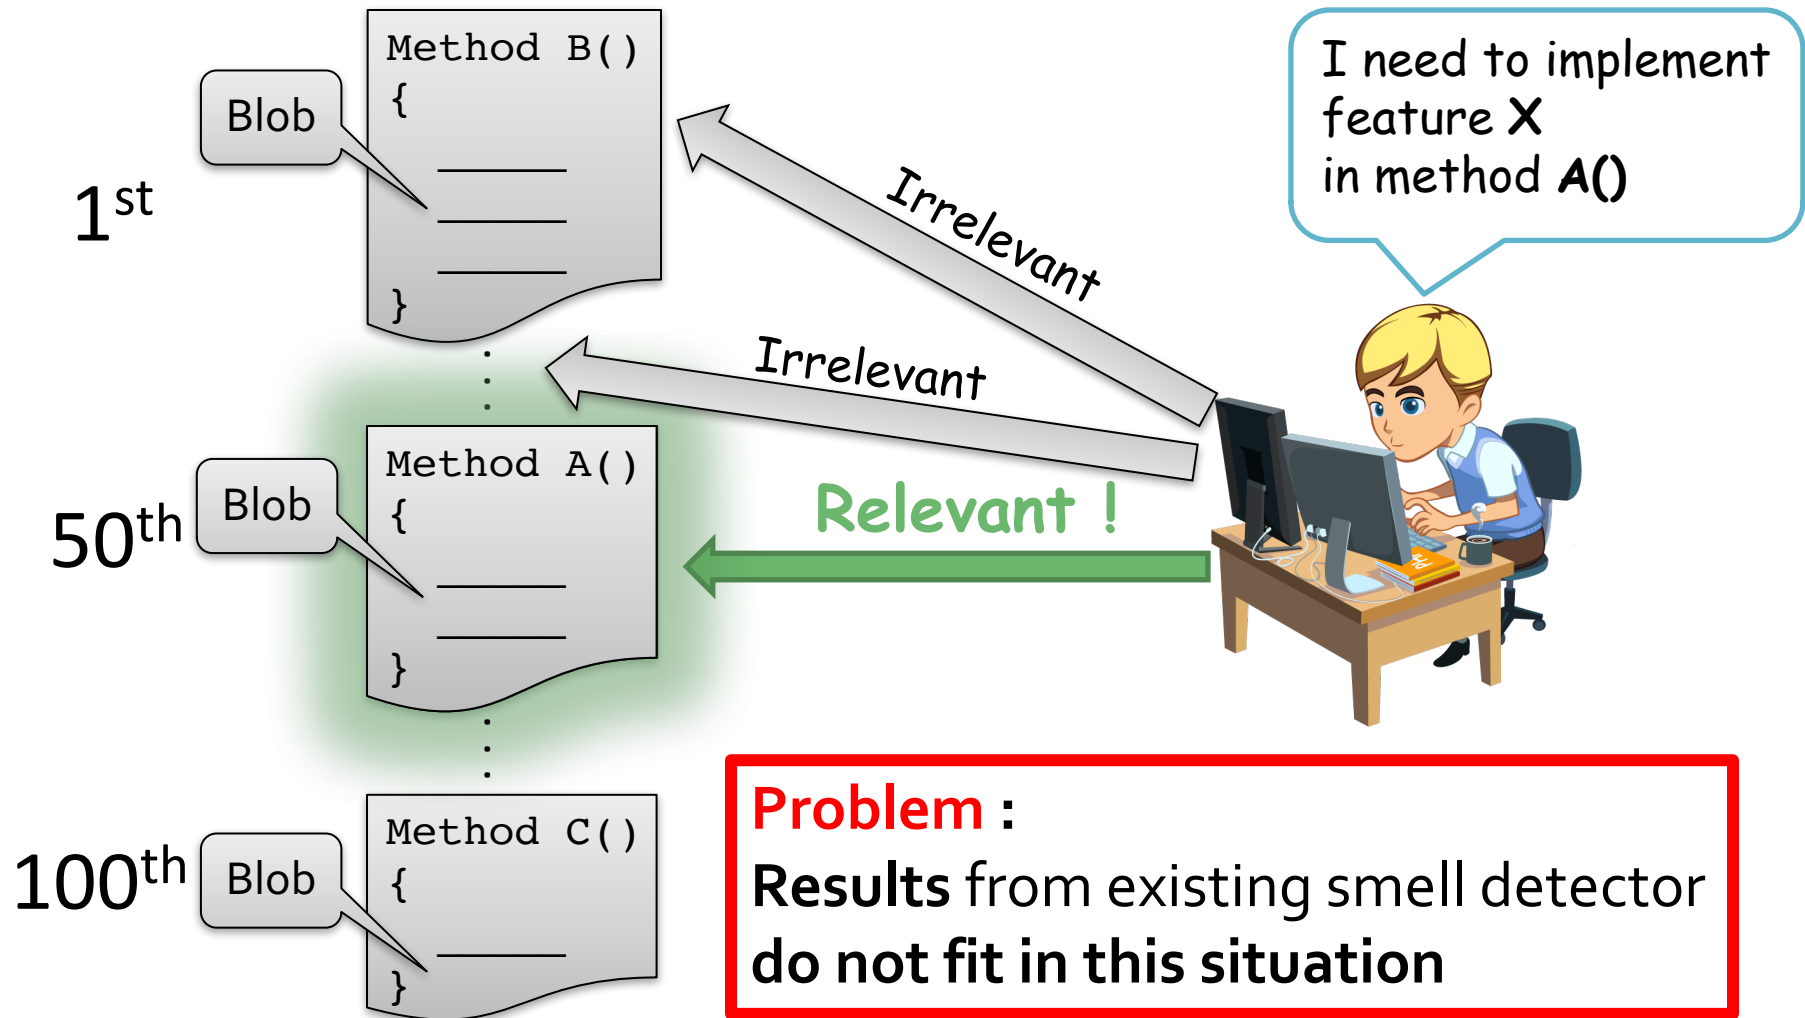 1st
Blob
Method B()
{
}
Irrelevant
Irrelevant
I need to implement
feature X
in method A()
50th
Blob
Method A()
{
}
Relevant !
PHP
100th
Blob
Method C()
{
}
Problem :
Results from existing smell detector
do not fit in this situation